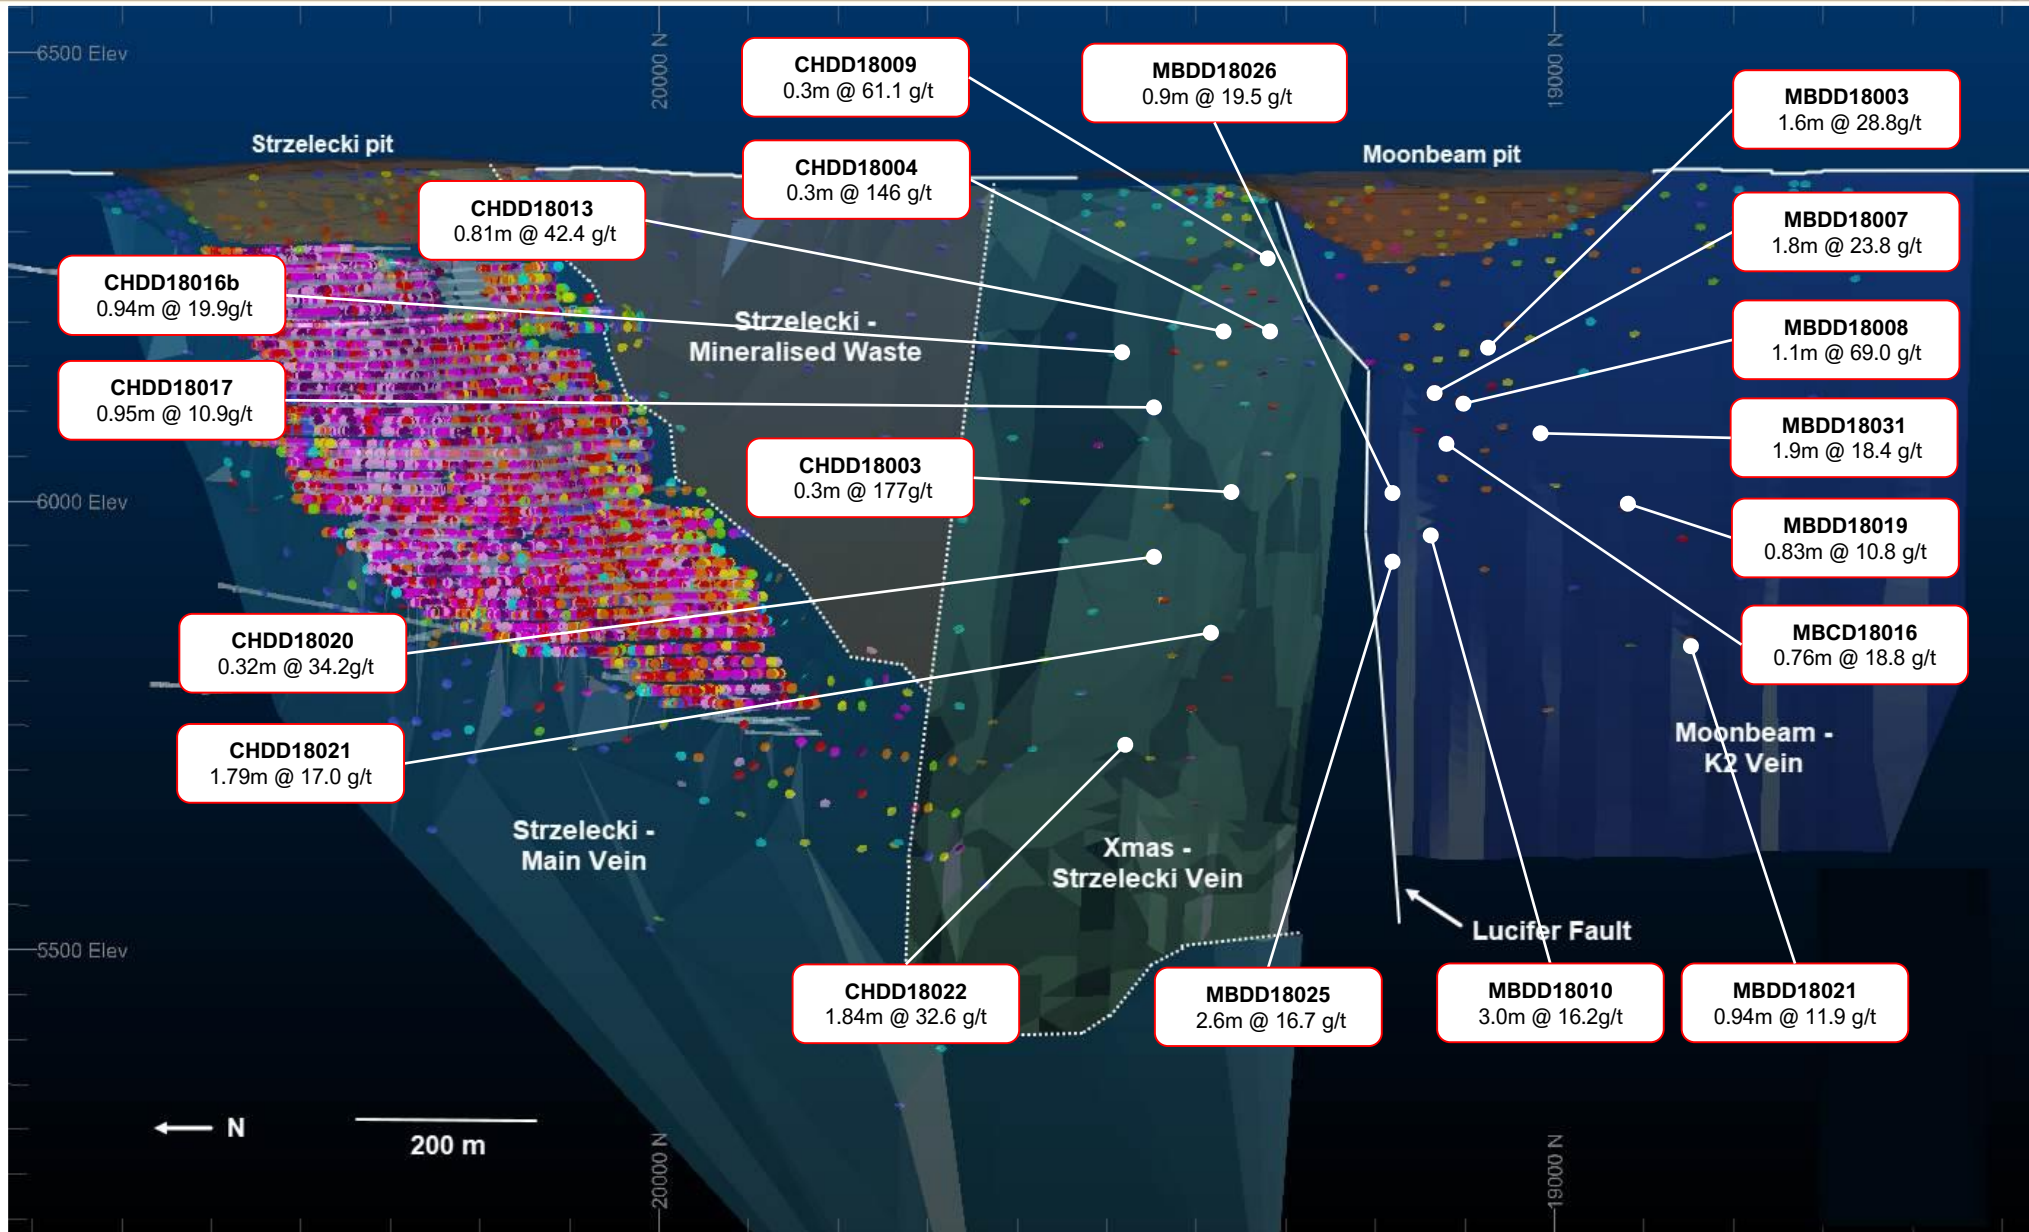 6500 Elev
20000 N
19000 N
CHDD18009
0.3m @ 61.1 g/t
MBDD18026
0.9m @ 19.5 g/t
MBDD18003
1.6m @ 28.8g/t
Strzelecki pit
Moonbeam pit
CHDD18004
0.3m @ 146 g/t
CHDD18013
0.81m @ 42.4 g/t
MBDD18007
1.8m @ 23.8 g/t
CHDD18016b
0.94m @ 19.9g/t
Strzelecki -
Mineralised Waste
MBDD18008
1.1m @ 69.0 g/t
CHDD18017
0.95m @ 10.9g/t
MBDD18031
1.9m @ 18.4 g/t
CHDD18003
0.3m @ 177g/t
6000 Elev
MBDD18019
0.83m @ 10.8 g/t
CHDD18020
0.32m @ 34.2g/t
MBCD18016
0.76m @ 18.8 g/t
CHDD18021
1.79m @ 17.0 g/t
Moonbeam -
K2 Vein
Strzelecki -
Main Vein
Xmas -
Strzelecki Vein
Lucifer Fault
5500 Elev
CHDD18022
1.84m @ 32.6 g/t
MBDD18025
2.6m @ 16.7 g/t
MBDD18010
3.0m @ 16.2g/t
MBDD18021
0.94m @ 11.9 g/t
N
200 m
20000 N
19000 N